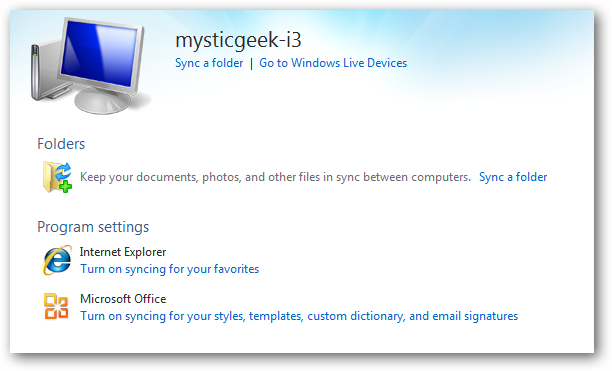 mysticgeek-i3
Sync a folder | Go to Windows Live Devices
Folders
Keep your documents, photos, and other files in sync between computers. Sync a folder
Program settings
Internet Explorer
Turn on syncing for your favorites
Microsoft Office
Turn on syncing for your styles, templates, custom dictionary, and email signatures